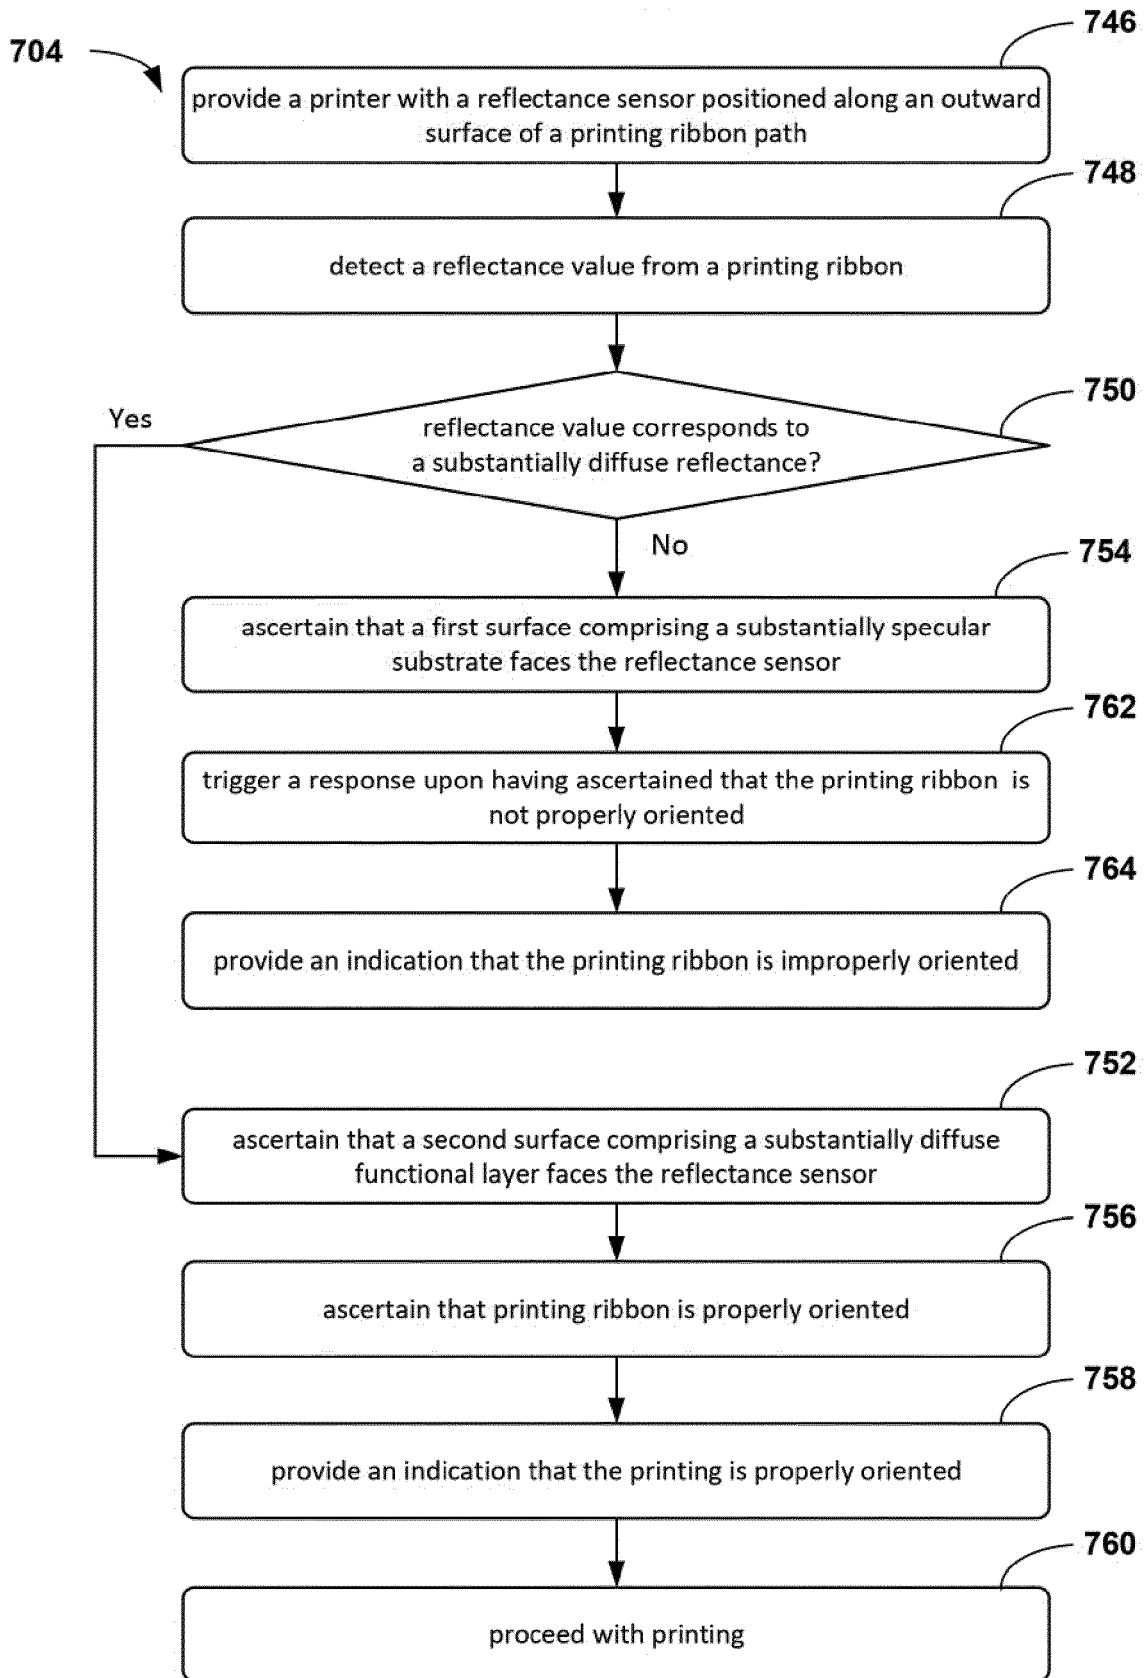 746
704
provide a printer with a reflectance sensor positioned along an outward
surface of a printing ribbon path
748
detect a reflectance value from a printing ribbon
750
Yes
reflectance value corresponds to
a substantially diffuse reflectance?
No
754
ascertain that a first surface comprising a substantially specular
substrate faces the reflectance sensor
762
trigger a response upon having ascertained that the printing ribbon is
not properly oriented
764
provide an indication that the printing ribbon is improperly oriented
752
ascertain that a second surface comprising a substantially diffuse
functional layer faces the reflectance sensor
756
ascertain that printing ribbon is properly oriented
758
provide an indication that the printing is properly oriented
760
proceed with printing